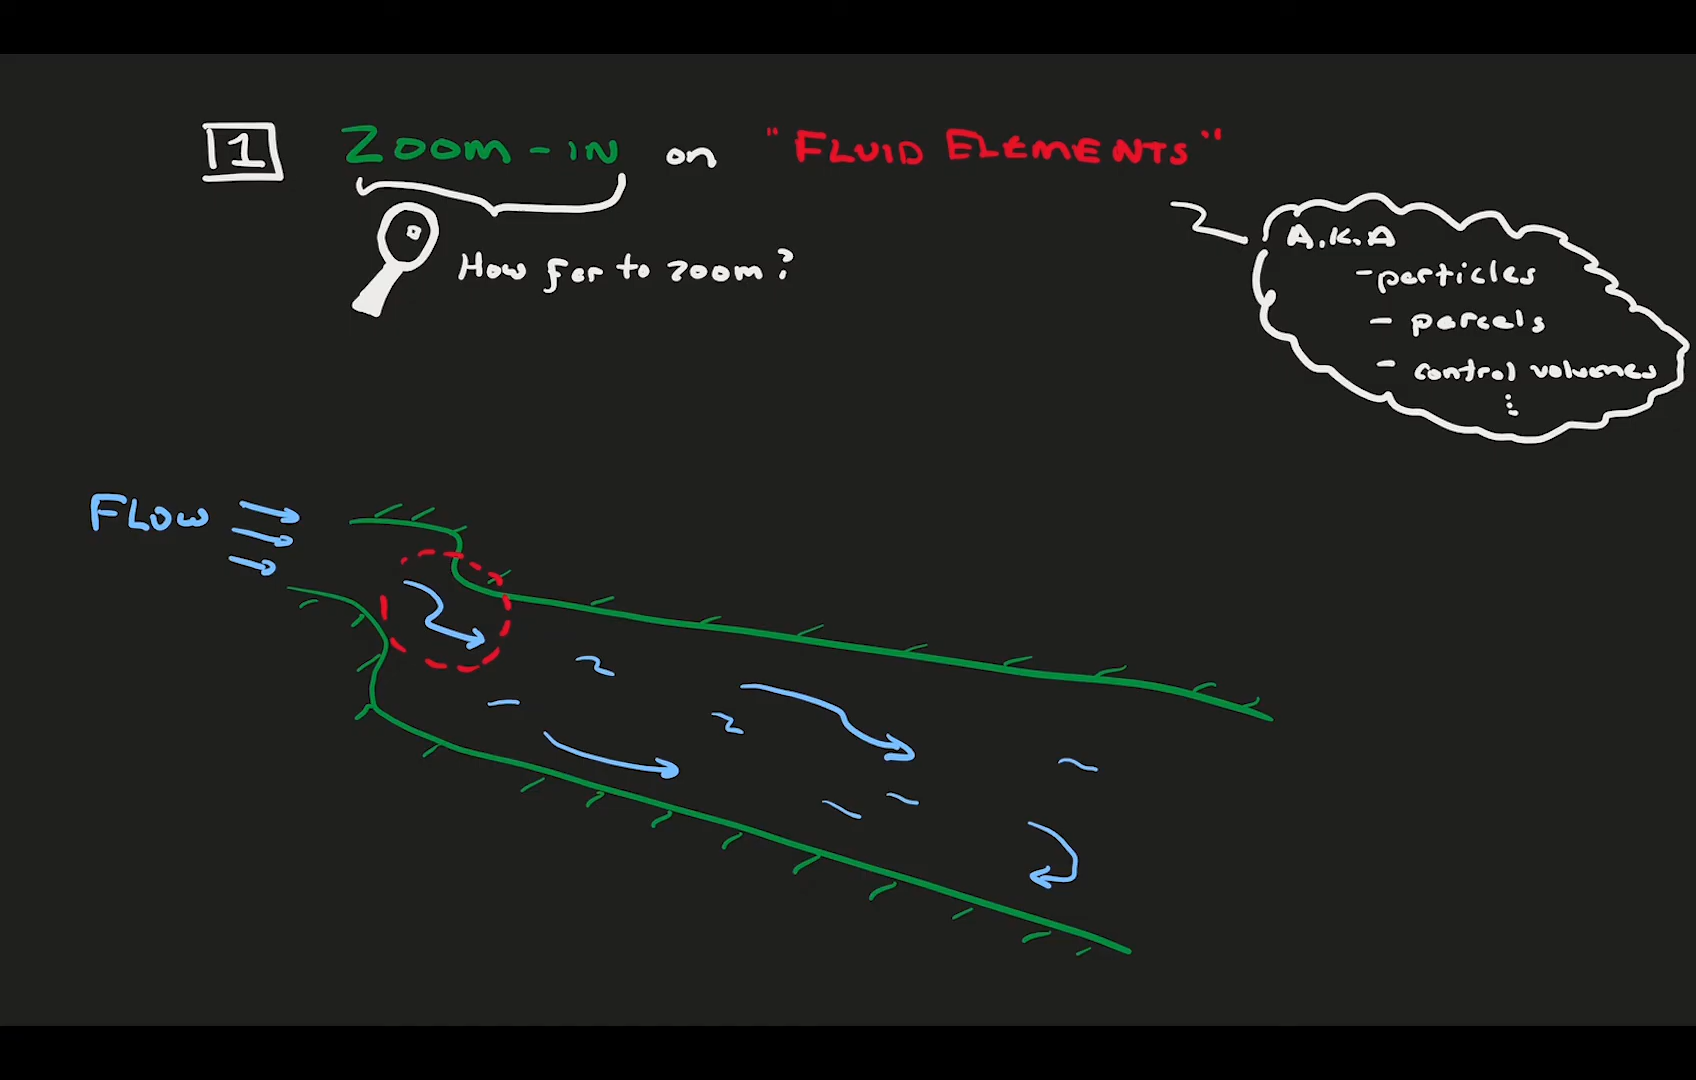 1 ZOOM-IN on "FLUID ELEMENTS"
How far to zoom?
A.K.A
- particles
- parcels
- control volumes
⋮
FLOW